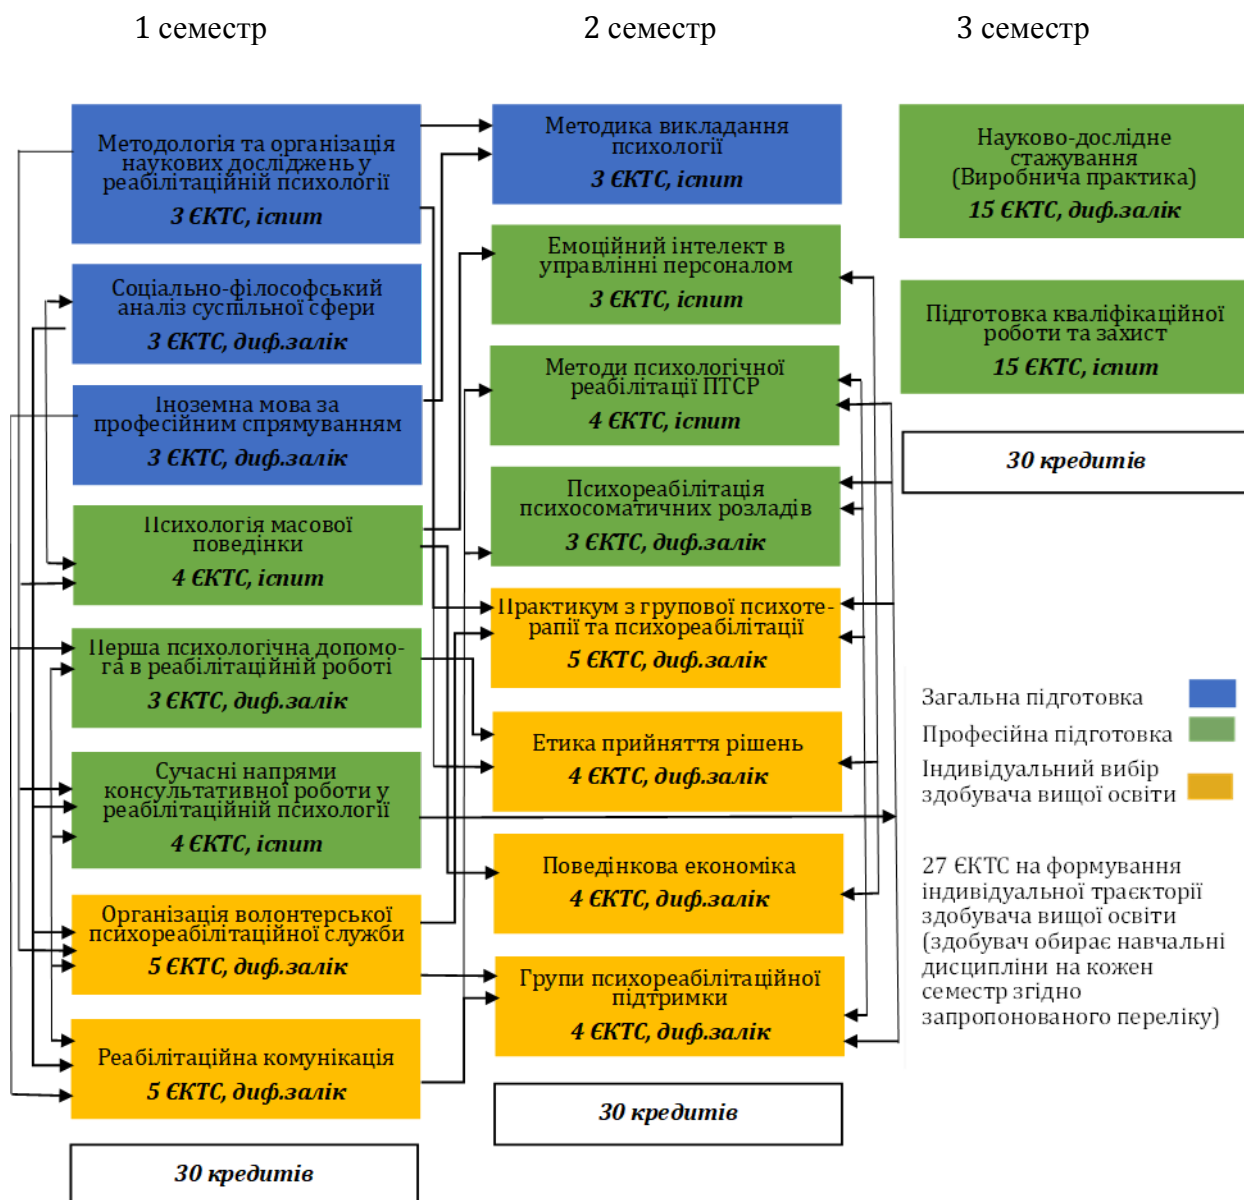 1 семестр
2 семестр
3 семестр
Методологія та організація
наукових досліджень у
реабілітаційній психології
3 ЄКТС, іспит
Соціально-філософський
аналіз суспільної сфери
3 ЄКТС, диф.залік
Іноземна мова за
професійним спрямуванням
3 ЄКТС, диф.залік
Психологія масової
поведінки
4 ЄКТС, іспит
Перша психологічна допомо-
га в реабілітаційній роботі
3 ЄКТС, диф.залік
Сучасні напрями
консультативної роботи у
реабілітаційній психології
4 ЄКТС, іспит
Організація волонтерської
психореабілітаційної служби
5 ЄКТС, диф.залік
Реабілітаційна комунікація
5 ЄКТС, диф.залік
30 кредитів
Методика викладання
психології
3 ЄКТС, іспит
Емоційний інтелект в
управлінні персоналом
3 ЄКТС, іспит
Методи психологічної
реабілітації ПТСР
4 ЄКТС, іспит
Психореабілітація
психосоматичних розладів
3 ЄКТС, диф.залік
Практикум з групової психоте-
рапії та психореабілітації
5 ЄКТС, диф.залік
Етика прийняття рішень
4 ЄКТС, диф.залік
Поведінкова економіка
4 ЄКТС, диф.залік
Групи психореабілітаційної
підтримки
4 ЄКТС, диф.залік
30 кредитів
Науково-дослідне
стажування
(Виробнича практика)
15 ЄКТС, диф.залік
Підготовка кваліфікаційної
роботи та захист
15 ЄКТС, іспит
30 кредитів
Загальна підготовка
Професійна підготовка
Індивідуальний вибір
здобувача вищої освіти
27 ЄКТС на формування
індивідуальної траєкторії
здобувача вищої освіти
(здобувач обирає навчальні
дисципліни на кожен
семестр згідно
запропонованого переліку)